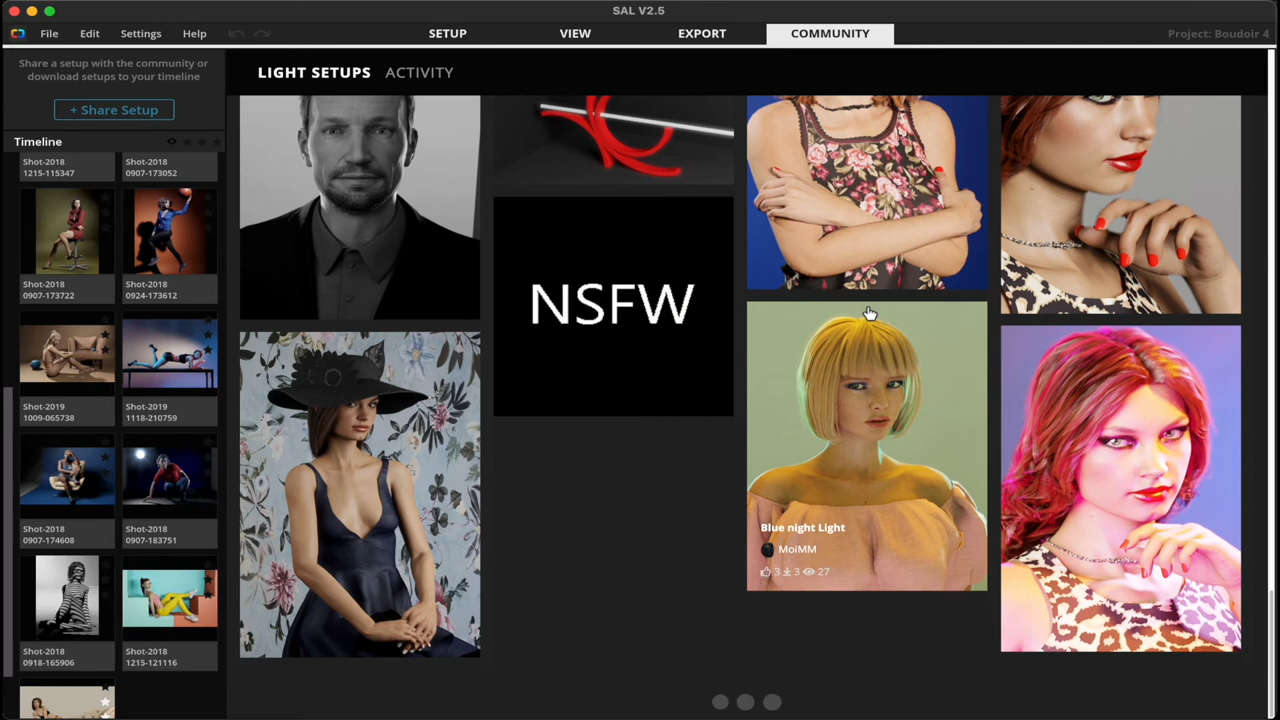 SAL V2.5
File Edit Settings Help SETUP VIEW EXPORT COMMUNITY Project: Boudoir 4
Share a setup with the community or
download setups to your timeline
+ Share Setup
LIGHT SETUPS ACTIVITY
Timeline
Shot-2018
1215-115347
Shot-2018
0907-173052
Shot-2018
0907-173722
Shot-2018
0924-173612
Shot-2019
1009-065738
Shot-2019
1118-210759
Shot-2018
0907-174608
Shot-2018
0907-183751
Shot-2018
0918-165906
Shot-2018
1215-121116
NSFW
Blue night Light
MoiMM
3 3 27